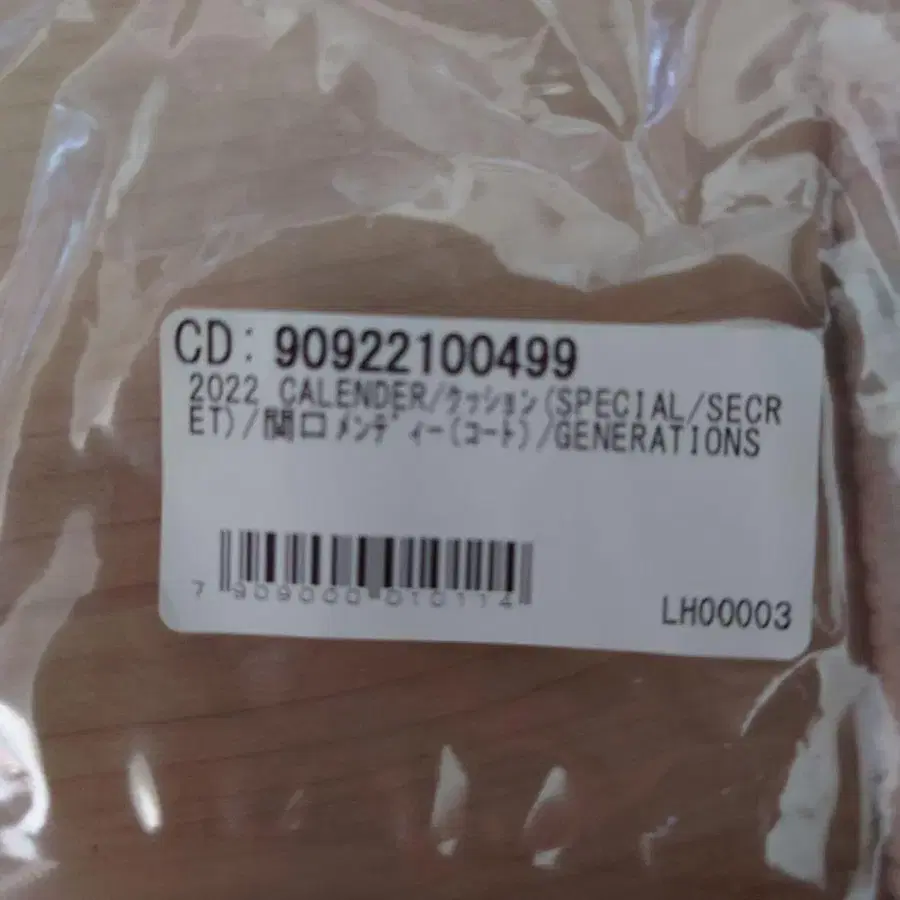 CD: 90922100499
2022 CALENDER/ｸｯｼｮﾝ(SPECIAL/SECR
ET)/関口ﾒﾝﾃﾞｨｰ(ｺｰﾄ)/GENERATIONS
7 909000 010114
LH00003